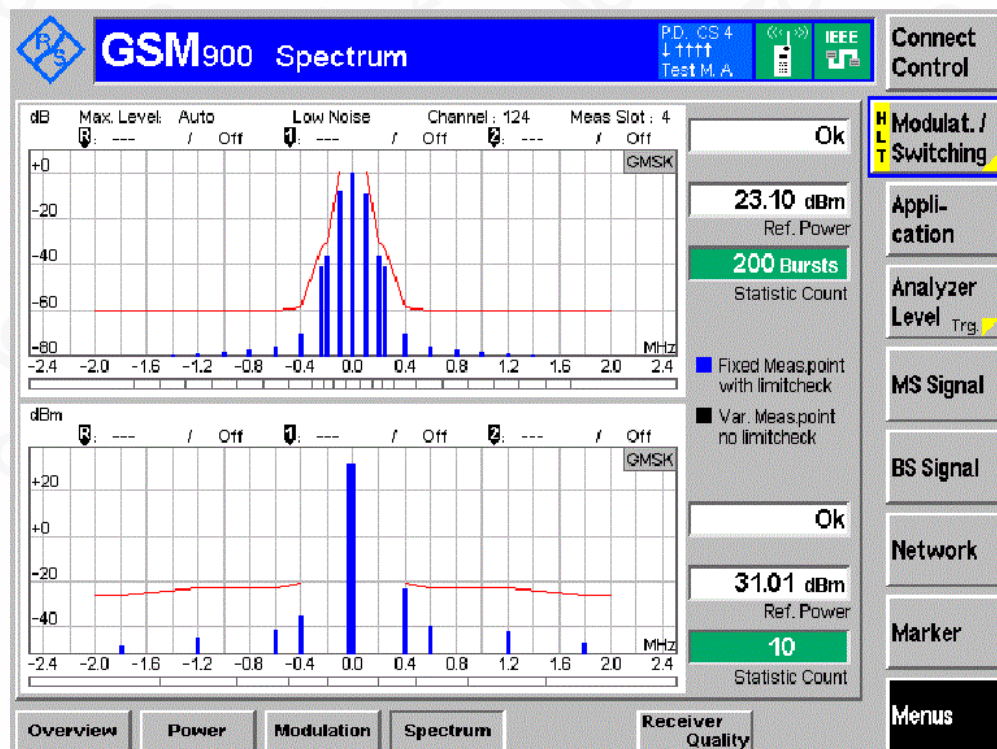 R S
GSM900 Spectrum
PD, CS 4
↓ ↑↑↑↑
Test M. A
IEEE
Connect
Control
dB Max. Level: Auto Low Noise Channel : 124 Meas Slot : 4
R: --- / Off 1: --- / Off 2: --- / Off
GMSK
+0
-20
-40
-60
-80
MHz
-2.4 -2.0 -1.6 -1.2 -0.8 -0.4 0.0 0.4 0.8 1.2 1.6 2.0 2.4
Ok
23.10 dBm
Ref. Power
200 Bursts
Statistic Count
Fixed Meas.point
with limitcheck
Var. Meas.point
no limitcheck
dBm
R: --- / Off 1: --- / Off 2: --- / Off
GMSK
+20
+0
-20
-40
MHz
-2.4 -2.0 -1.6 -1.2 -0.8 -0.4 0.0 0.4 0.8 1.2 1.6 2.0 2.4
Ok
31.01 dBm
Ref. Power
10
Statistic Count
HLT
Modulat. /
Switching
Appli-
cation
Analyzer
Level Trg.
MS Signal
BS Signal
Network
Marker
Menus
Overview Power Modulation Spectrum Receiver
Quality